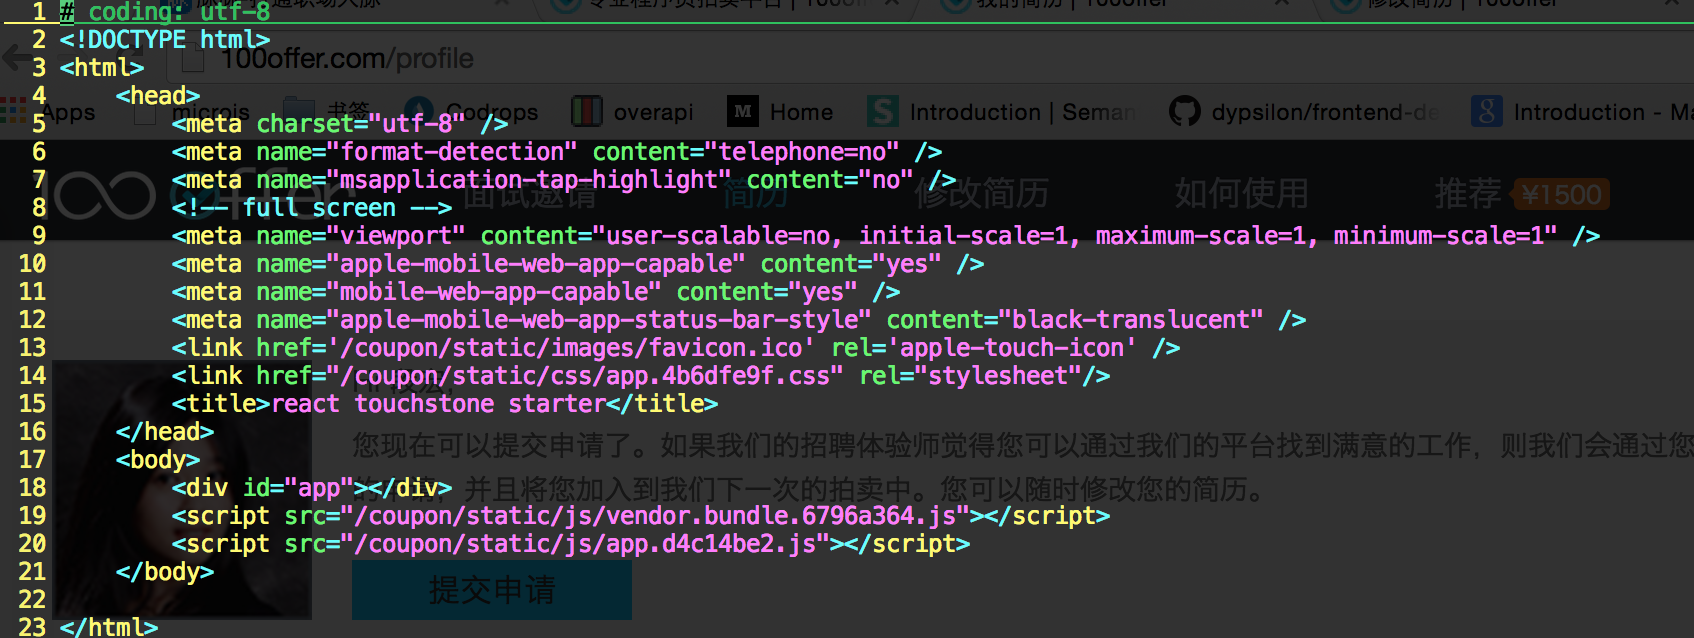 1 # coding: utf-8
2 <!DOCTYPE html>
3 <html>
4     <head>
5         <meta charset="utf-8" />
6         <meta name="format-detection" content="telephone=no" />
7         <meta name="msapplication-tap-highlight" content="no" />
8         <!-- full screen -->
9         <meta name="viewport" content="user-scalable=no, initial-scale=1, maximum-scale=1, minimum-scale=1" />
10         <meta name="apple-mobile-web-app-capable" content="yes" />
11         <meta name="mobile-web-app-capable" content="yes" />
12         <meta name="apple-mobile-web-app-status-bar-style" content="black-translucent" />
13         <link href='/coupon/static/images/favicon.ico' rel='apple-touch-icon' />
14         <link href="/coupon/static/css/app.4b6dfe9f.css" rel="stylesheet"/>
15         <title>react touchstone starter</title>
16     </head>
17     <body>
18         <div id="app"></div>
19         <script src="/coupon/static/js/vendor.bundle.6796a364.js"></script>
20         <script src="/coupon/static/js/app.d4c14be2.js"></script>
21     </body>
22
23 </html>
我的简历 | 100offer
修改简历 | 100offer
100offer.com/profile
Apps
书签
Codrops
overapi
M Home
S Introduction | Seman
dypsilon/frontend-de
g Introduction - Ma
100offer
面试邀请
简历
修改简历
如何使用
推荐 ¥1500
您现在可以提交申请了。如果我们的招聘体验师觉得您可以通过我们的平台找到满意的工作，则我们会通过您
并且将您加入到我们下一次的拍卖中。您可以随时修改您的简历。
提交申请